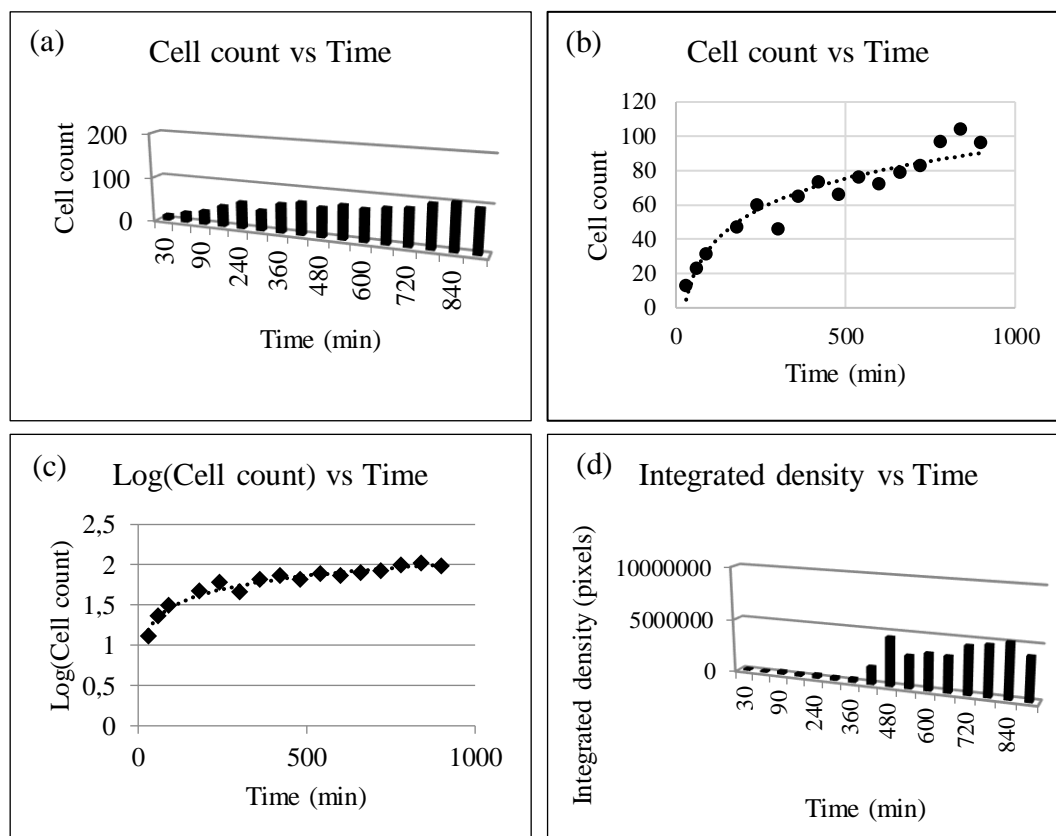 (a)
Cell count vs Time
200
100
0
Cell count
30
90
240
360
480
600
720
840
Time (min)
(b)
Cell count vs Time
120
100
80
60
40
20
0
Cell count
0
500
1000
Time (min)
(c)
Log(Cell count) vs Time
2,5
2
1,5
1
0,5
0
Log(Cell count)
0
500
1000
Time (min)
(d)
Integrated density vs Time
10000000
5000000
0
Integrated density (pixels)
30
90
240
360
480
600
720
840
Time (min)